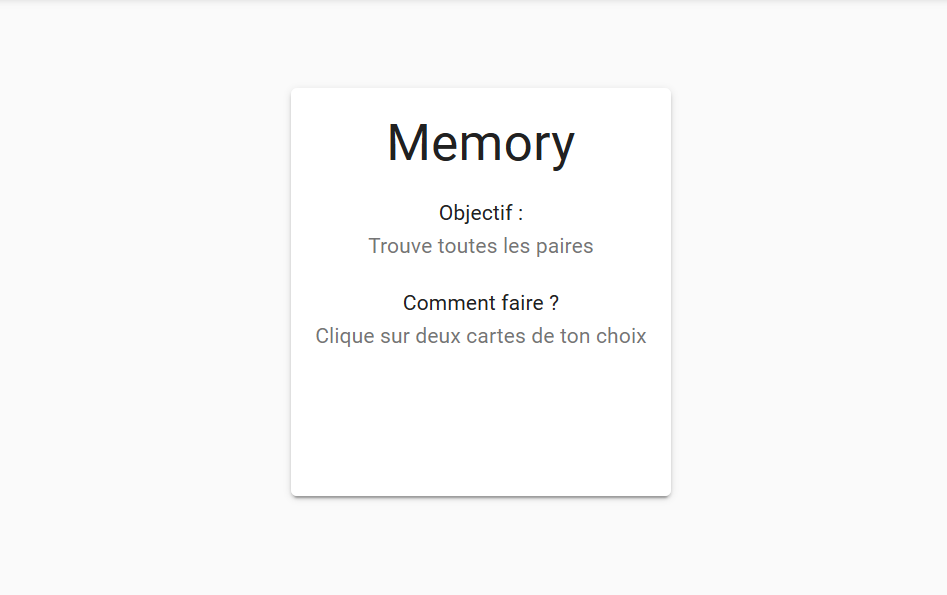 Memory
Objectif :
Trouve toutes les paires
Comment faire ?
Clique sur deux cartes de ton choix